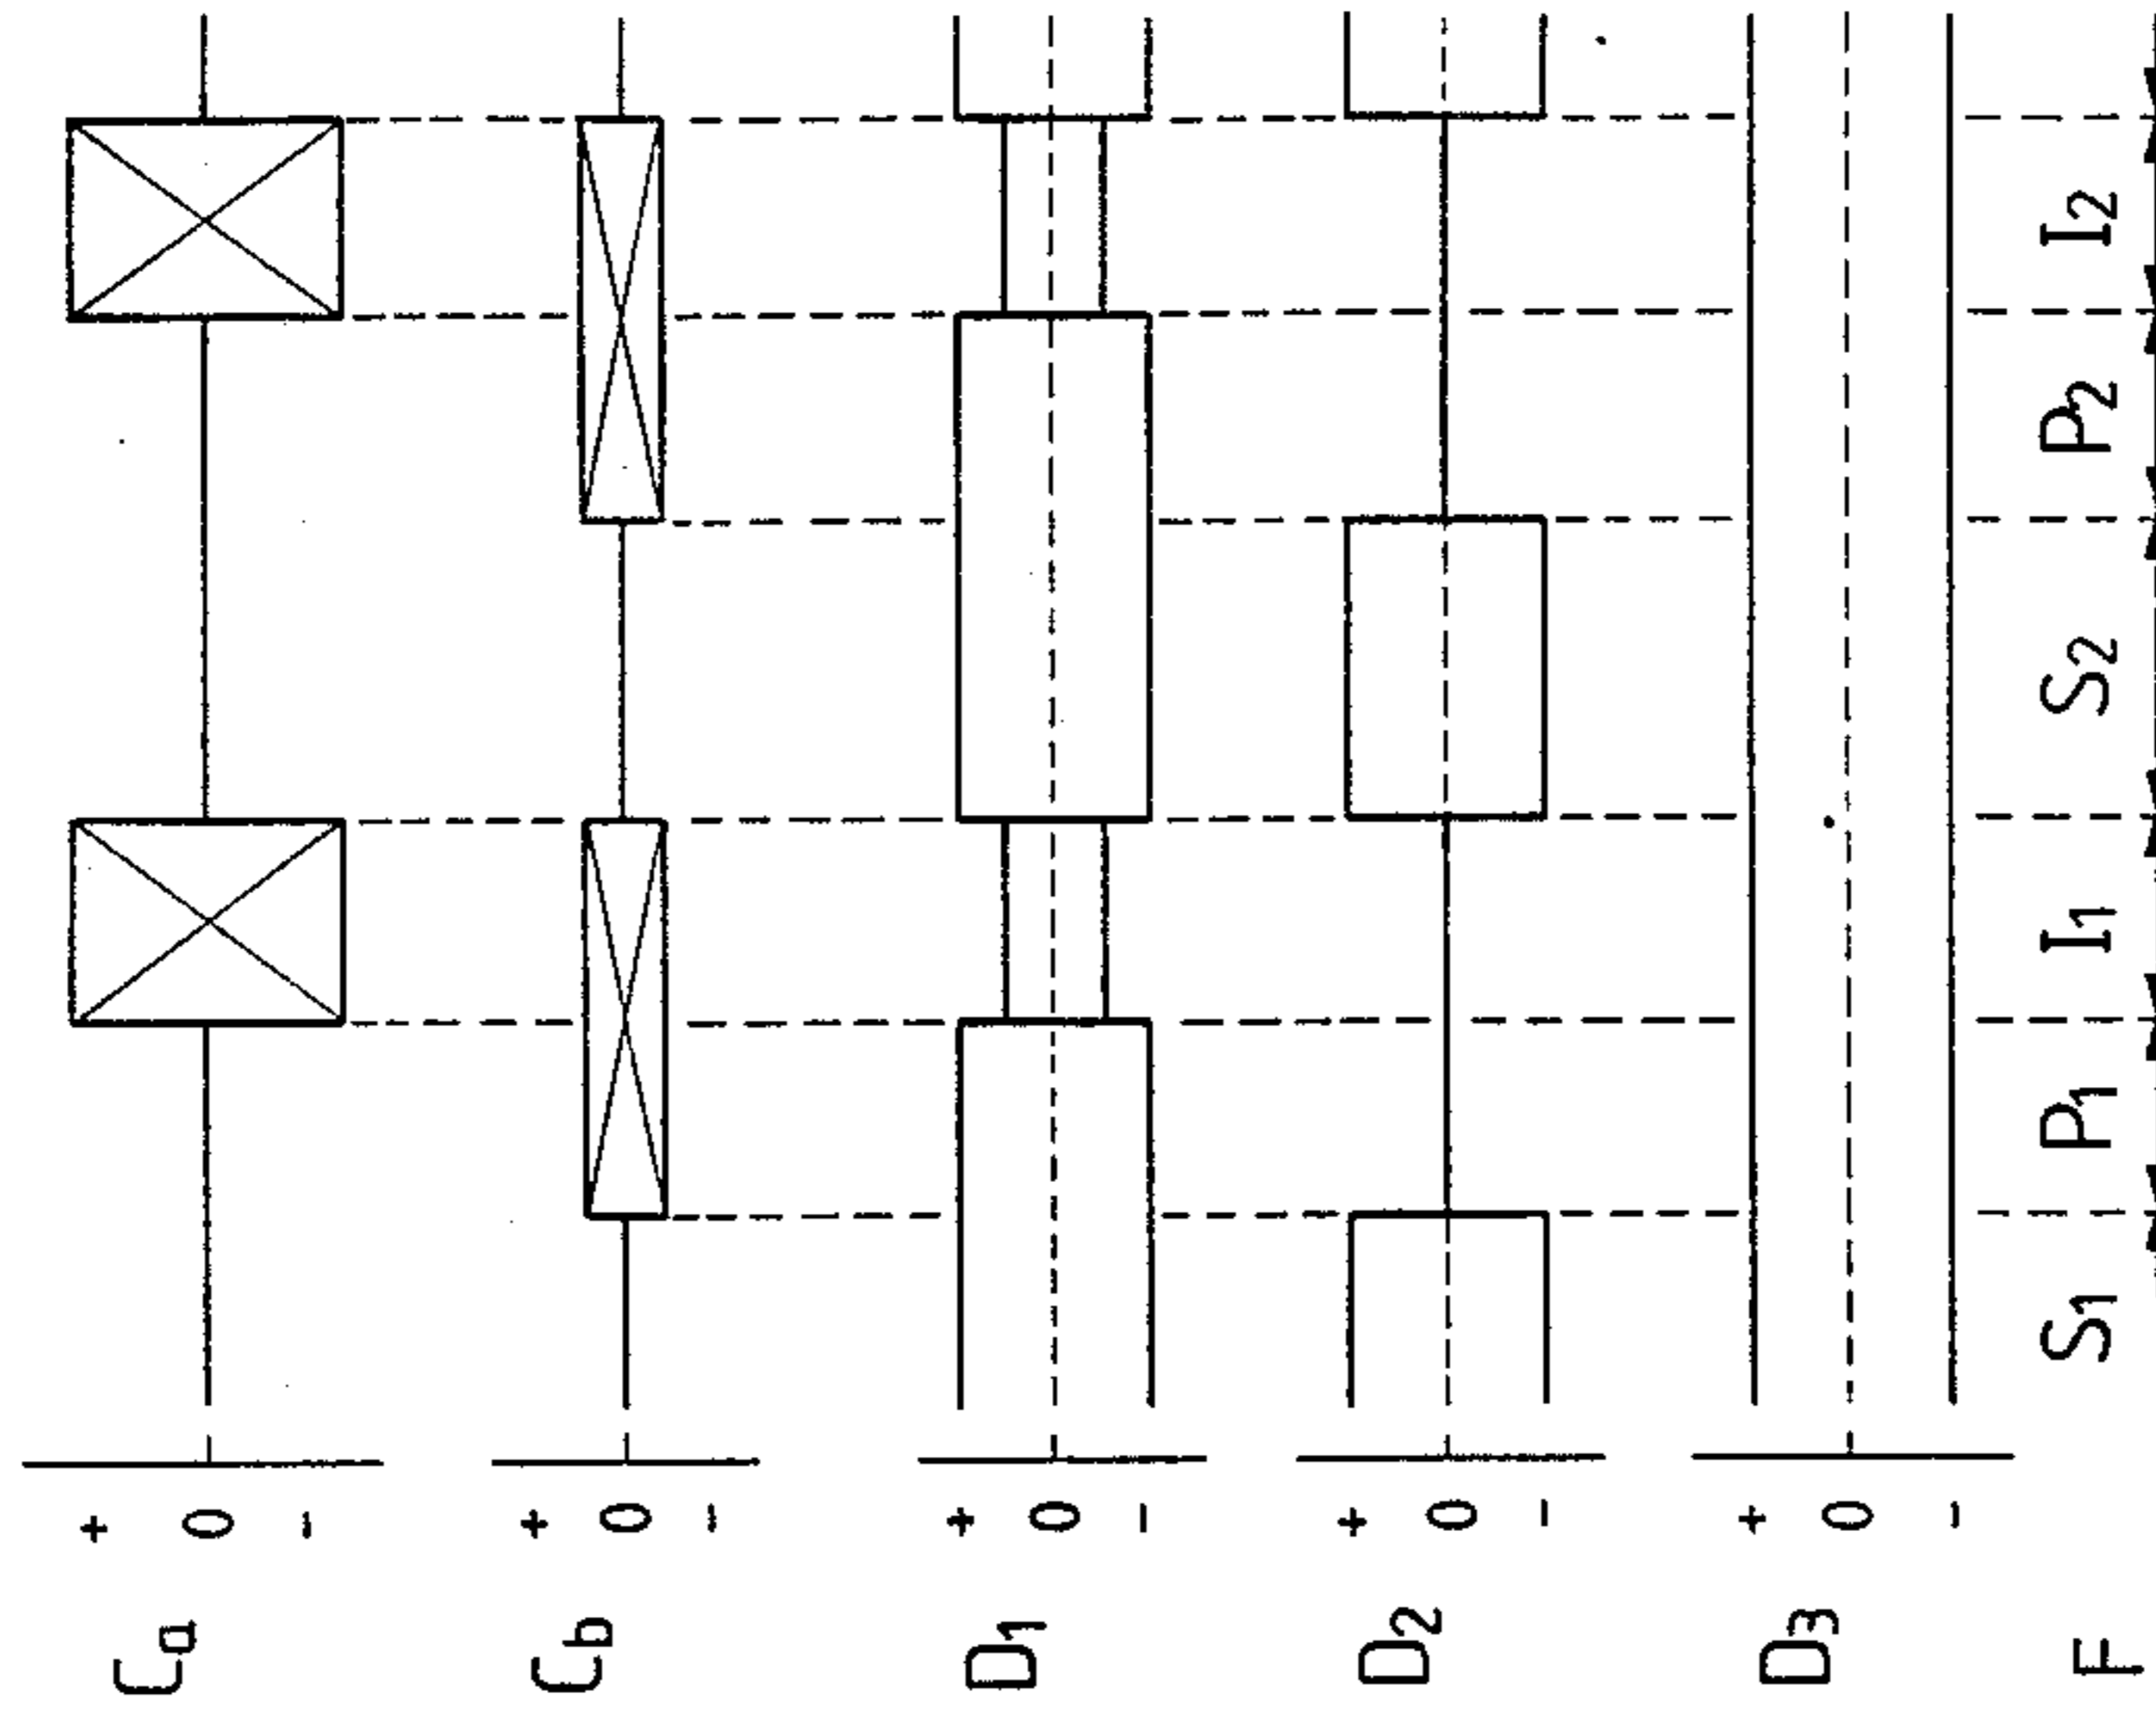 Ca + 0 -
Cb + 0 -
D1 + 0 -
D2 + 0 -
D3 + 0 -
F S1 P1 I1 S2 P2 I2